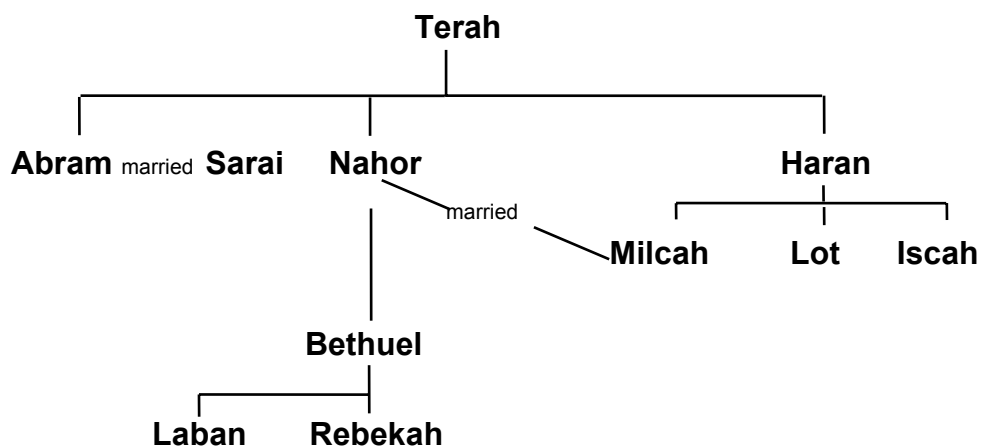 Terah
Abram married Sarai Nahor Haran
married
Milcah Lot Iscah
Bethuel
Laban Rebekah